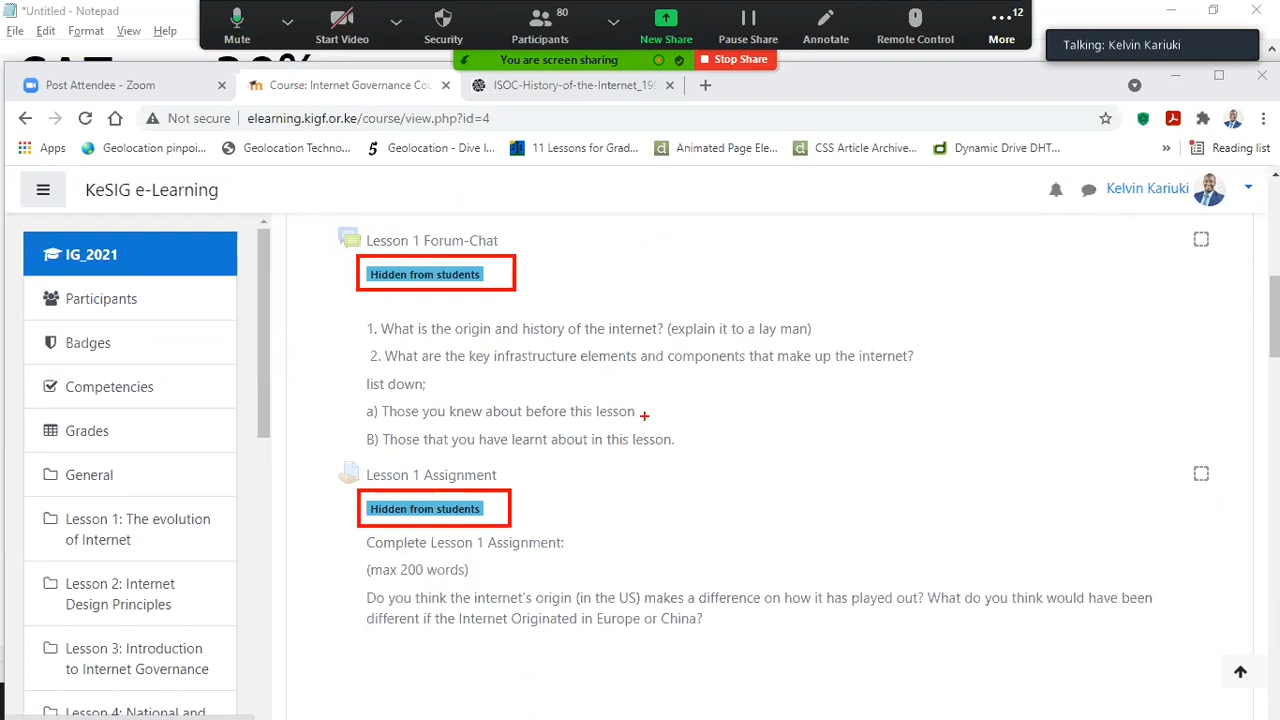 *Untitled - Notepad
File Edit Format View Help
Mute
Start Video
Security
80
Participants
New Share
Pause Share
Annotate
Remote Control
12
More
Talking: Kelvin Kariuki
You are screen sharing
Stop Share
Post Attendee - Zoom
Course: Internet Governance Cou
ISOC-History-of-the-Internet_19
Not secure elearning.kigf.or.ke/course/view.php?id=4
Apps
Geolocation pinpoi...
Geolocation Techno...
Geolocation - Dive I...
11 Lessons for Grad...
Animated Page Ele...
CSS Article Archive...
Dynamic Drive DHT...
»
Reading list
KeSIG e-Learning
Kelvin Kariuki
IG_2021
Participants
Badges
Competencies
Grades
General
Lesson 1: The evolution
of Internet
Lesson 2: Internet
Design Principles
Lesson 3: Introduction
to Internet Governance
Lesson 4: National and
Lesson 1 Forum-Chat
Hidden from students
1. What is the origin and history of the internet? (explain it to a lay man)
2. What are the key infrastructure elements and components that make up the internet?
list down;
a) Those you knew about before this lesson
B) Those that you have learnt about in this lesson.
Lesson 1 Assignment
Hidden from students
Complete Lesson 1 Assignment:
(max 200 words)
Do you think the internet's origin (in the US) makes a difference on how it has played out? What do you think would have been
different if the Internet Originated in Europe or China?